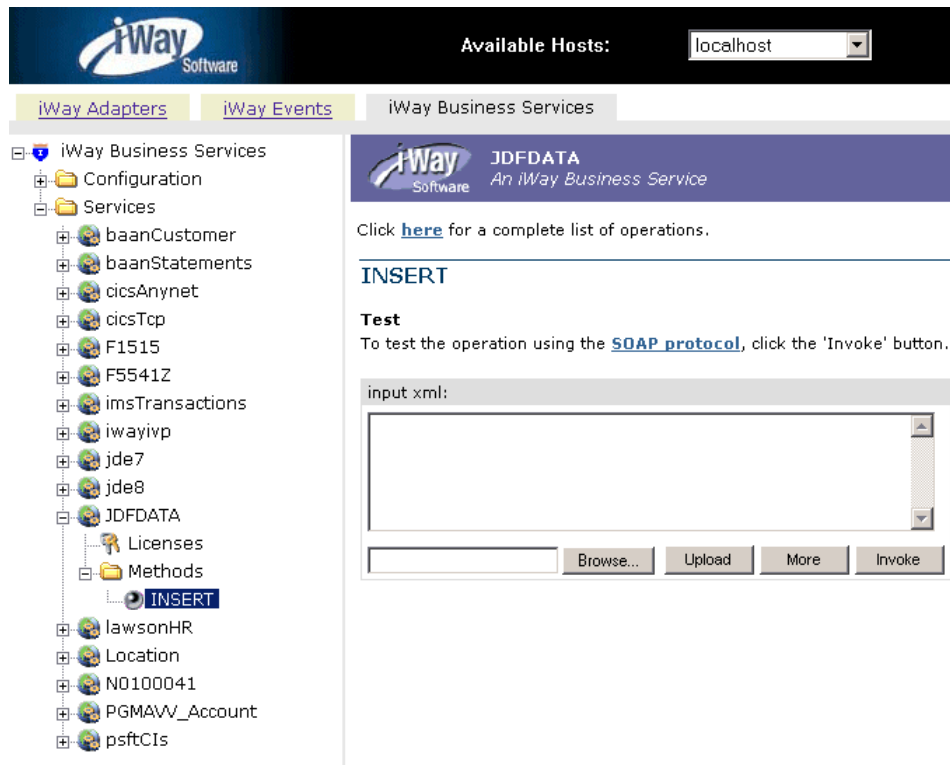 iWay
Software
Available Hosts:
localhost
iWay Adapters
iWay Events
iWay Business Services
iWay Business Services
Configuration
Services
baanCustomer
baanStatements
cicsAnynet
cicsTcp
F1515
F5541Z
imsTransactions
iwayivp
jde7
jde8
JDFDATA
Licenses
Methods
INSERT
lawsonHR
Location
N0100041
PGMAVV_Account
psftCIs
iWay
Software
JDFDATA
An iWay Business Service
Click here for a complete list of operations.
INSERT
Test
To test the operation using the SOAP protocol, click the 'Invoke' button.
input xml:
Browse... Upload More Invoke